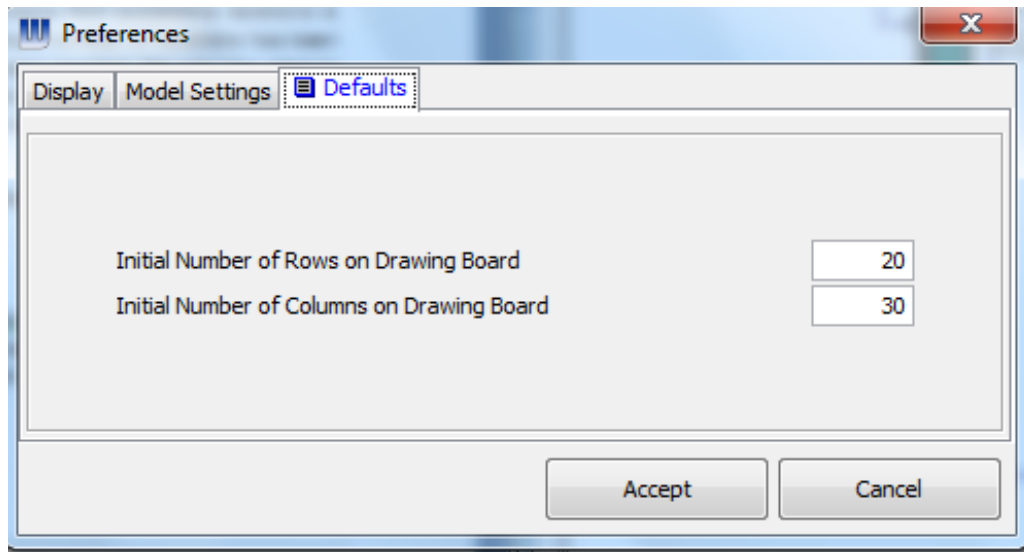 Preferences
Display Model Settings Defaults
Initial Number of Rows on Drawing Board 20
Initial Number of Columns on Drawing Board 30
Accept Cancel